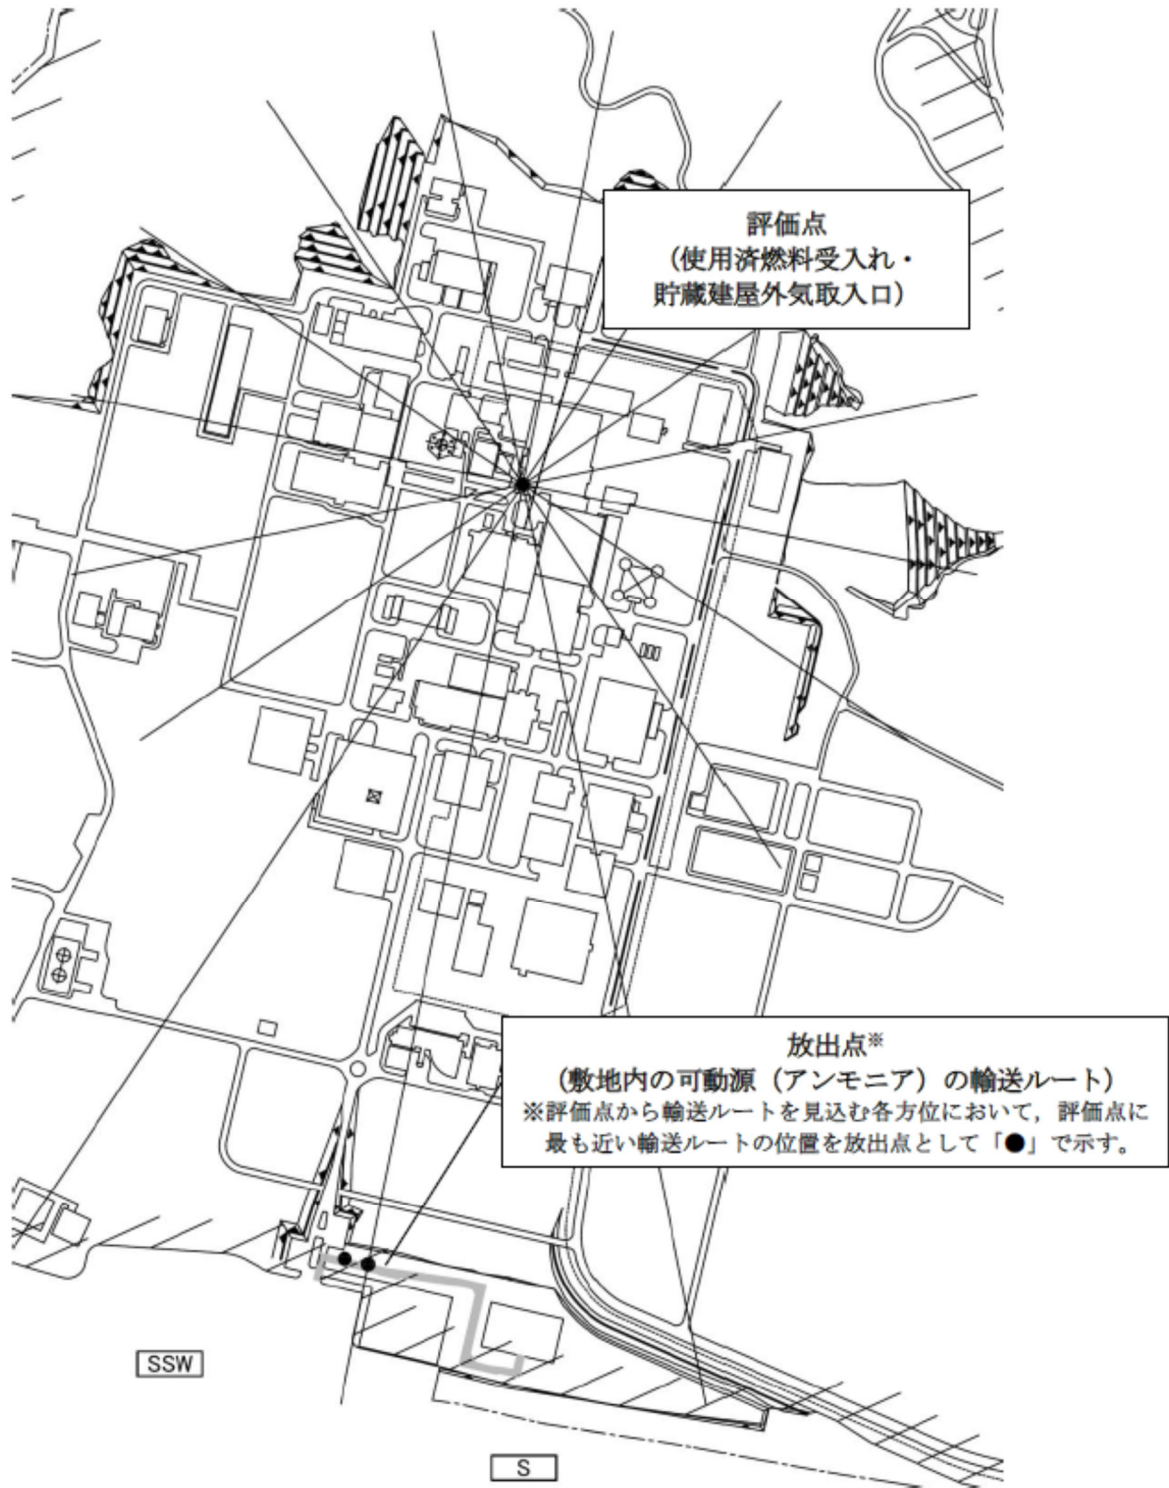 評価点
（使用済燃料受入れ・
貯蔵建屋外気取入口）
放出点※
（敷地内の可動源（アンモニア）の輸送ルート）
※評価点から輸送ルートを見込む各方位において，評価点に
最も近い輸送ルートの位置を放出点として「●」で示す。
SSW
S